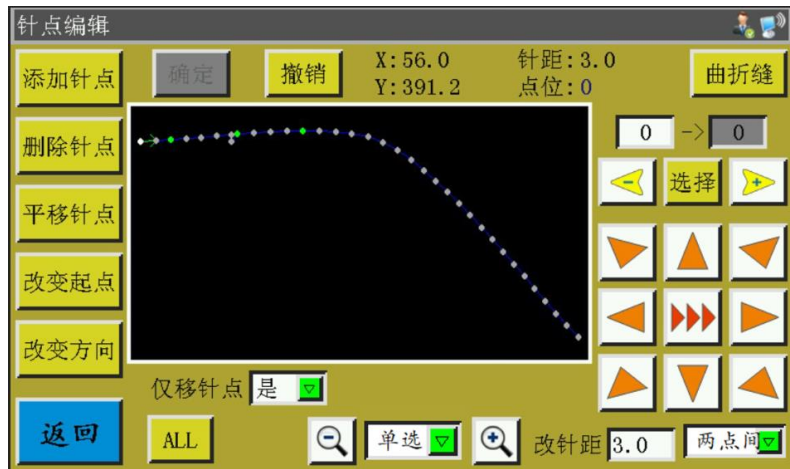 针点编辑
添加针点 确定 撤销 X:56.0 针距:3.0 曲折缝
Y:391.2 点位:0
删除针点 0 -> 0
- 选择 +
平移针点
改变起点
改变方向
仅移针点 是
返回 ALL 单选 改针距 3.0 两点间